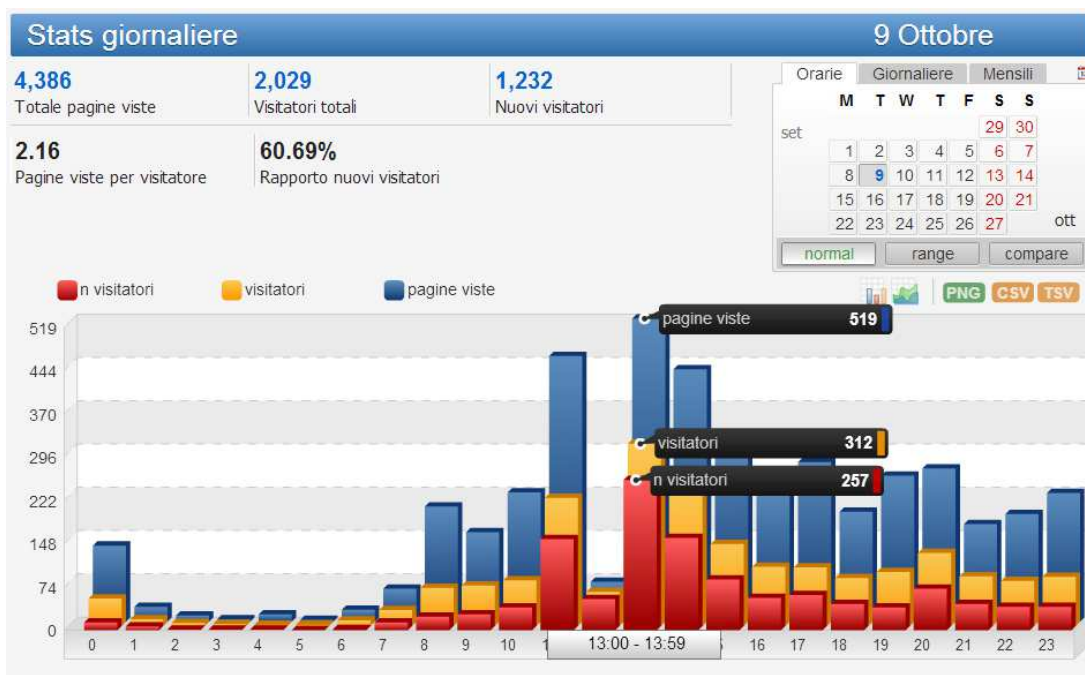 Stats giornaliere
9 Ottobre
4,386
Totale pagine viste
2,029
Visitatori totali
1,232
Nuovi visitatori
2.16
Pagine viste per visitatore
60.69%
Rapporto nuovi visitatori
Orarie Giornaliere Mensili
M T W T F S S
set 29 30
1 2 3 4 5 6 7
8 9 10 11 12 13 14
15 16 17 18 19 20 21
22 23 24 25 26 27 ott
normal range compare
n visitatori visitatori pagine viste
PNG CSV TSV
519
444
370
296
222
148
74
0
pagine viste 519
visitatori 312
n visitatori 257
0 1 2 3 4 5 6 7 8 9 10 13:00 - 13:59 16 17 18 19 20 21 22 23